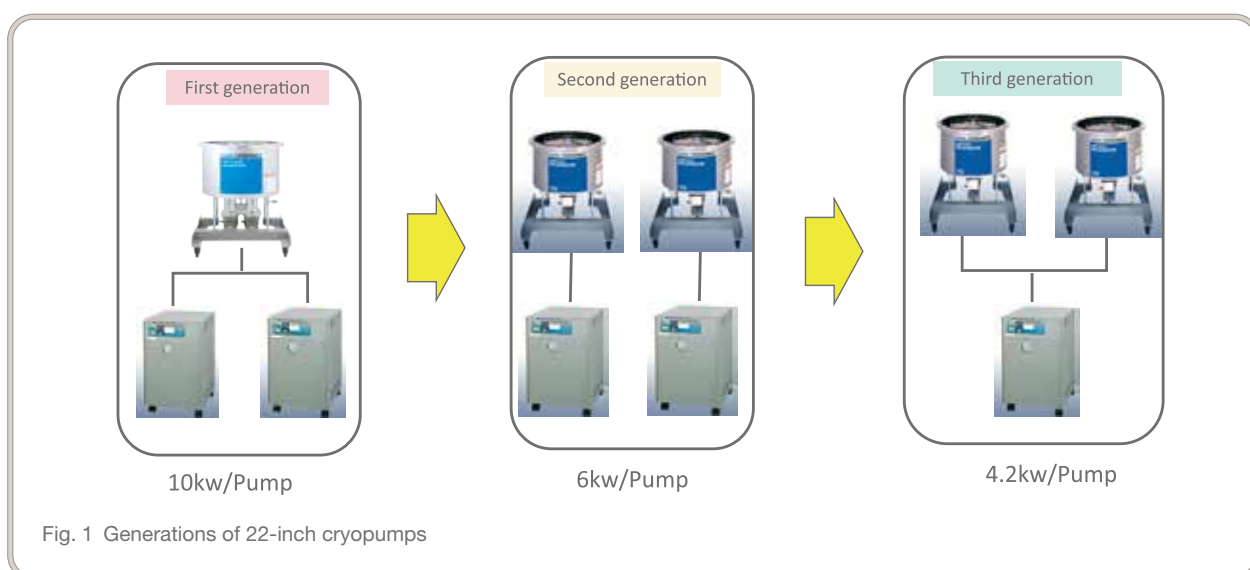 First generation
Second generation
Third generation
10kw/Pump
6kw/Pump
4.2kw/Pump
Fig. 1 Generations of 22-inch cryopumps